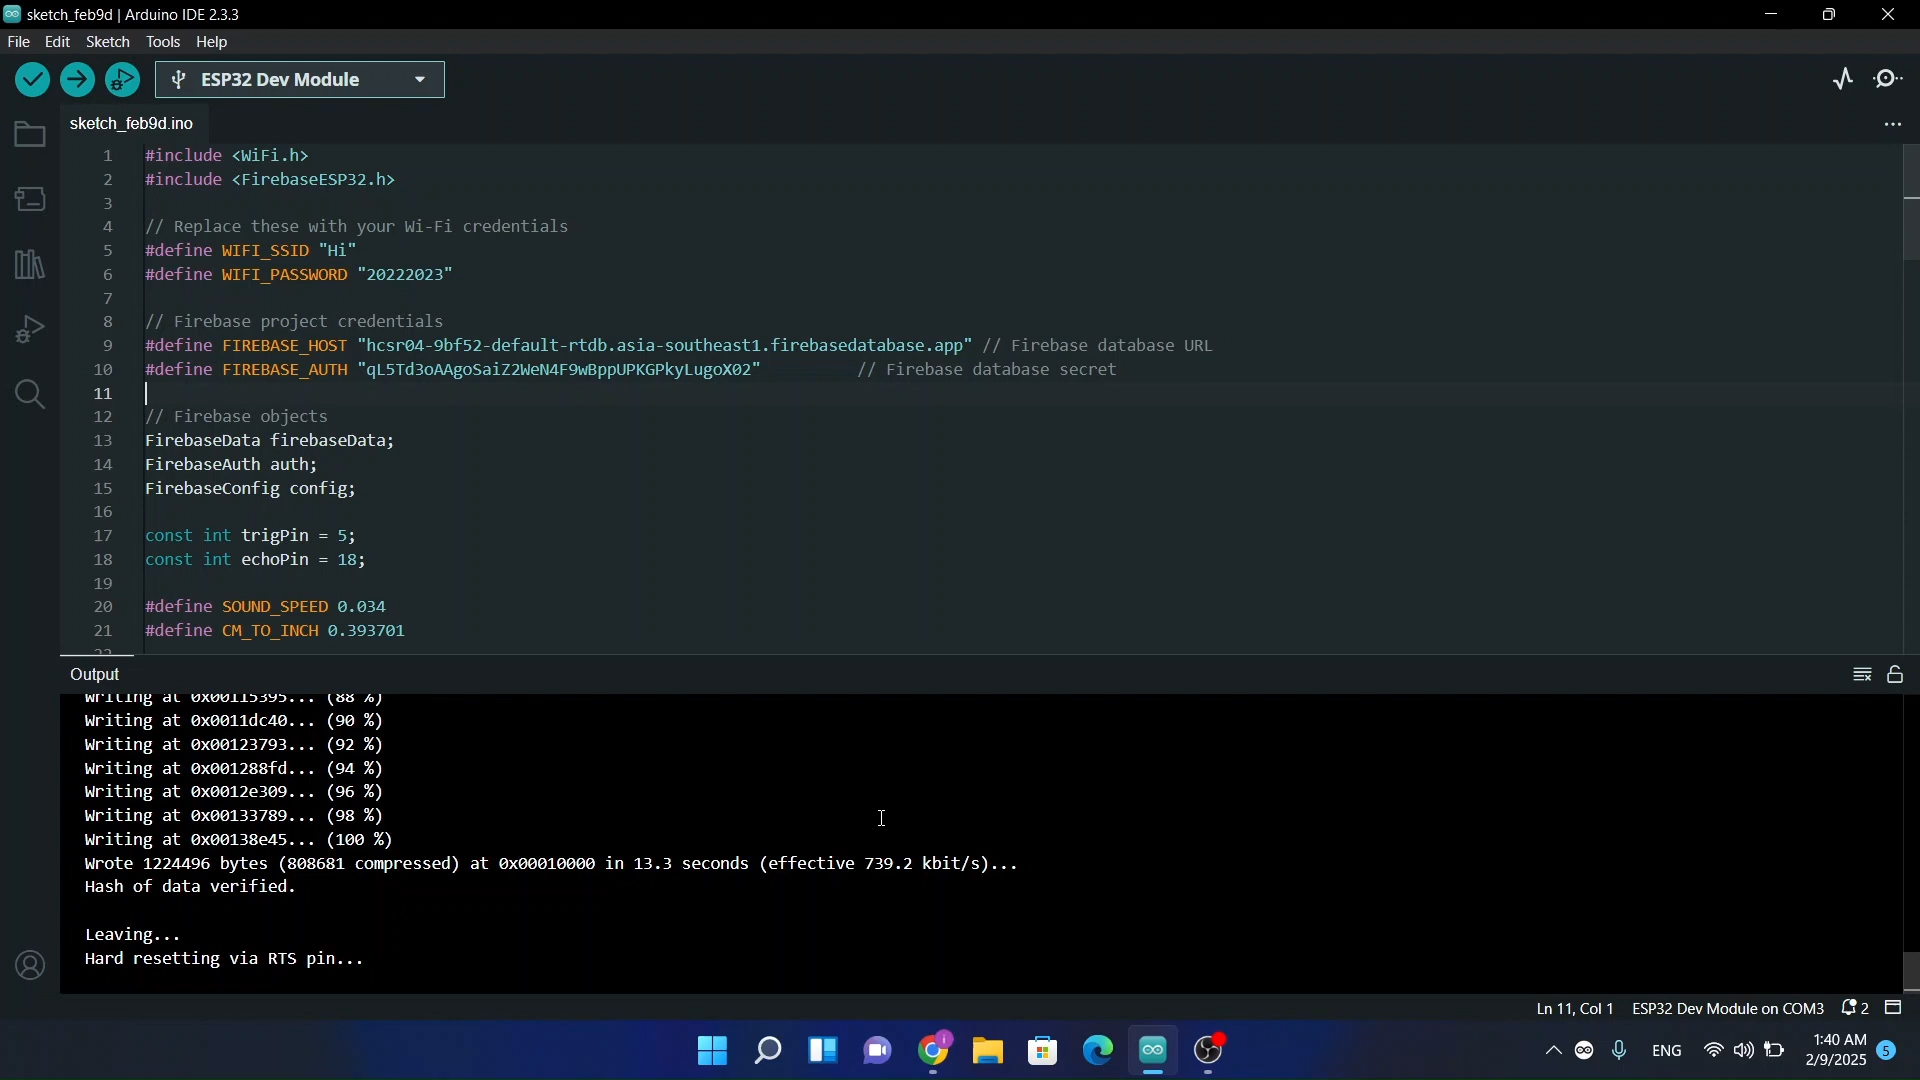 sketch_feb9d | Arduino IDE 2.3.3
File Edit Sketch Tools Help
ESP32 Dev Module
sketch_feb9d.ino
1 #include <WiFi.h>
2 #include <FirebaseESP32.h>
3
4 // Replace these with your Wi-Fi credentials
5 #define WIFI_SSID "Hi"
6 #define WIFI_PASSWORD "20222023"
7
8 // Firebase project credentials
9 #define FIREBASE_HOST "hcsr04-9bf52-default-rtdb.asia-southeast1.firebasedatabase.app" // Firebase database URL
10 #define FIREBASE_AUTH "qL5Td3oAAgoSaiZ2WeN4F9wBppUPKGPkyLugoX02" // Firebase database secret
11
12 // Firebase objects
13 FirebaseData firebaseData;
14 FirebaseAuth auth;
15 FirebaseConfig config;
16
17 const int trigPin = 5;
18 const int echoPin = 18;
19
20 #define SOUND_SPEED 0.034
21 #define CM_TO_INCH 0.393701
22
Output
Writing at 0x00115395... (88 %)
Writing at 0x0011dc40... (90 %)
Writing at 0x00123793... (92 %)
Writing at 0x001288fd... (94 %)
Writing at 0x0012e309... (96 %)
Writing at 0x00133789... (98 %)
Writing at 0x00138e45... (100 %)
Wrote 1224496 bytes (808681 compressed) at 0x00010000 in 13.3 seconds (effective 739.2 kbit/s)...
Hash of data verified.
Leaving...
Hard resetting via RTS pin...
Ln 11, Col 1 ESP32 Dev Module on COM3 2
ENG 1:40 AM
2/9/2025 5